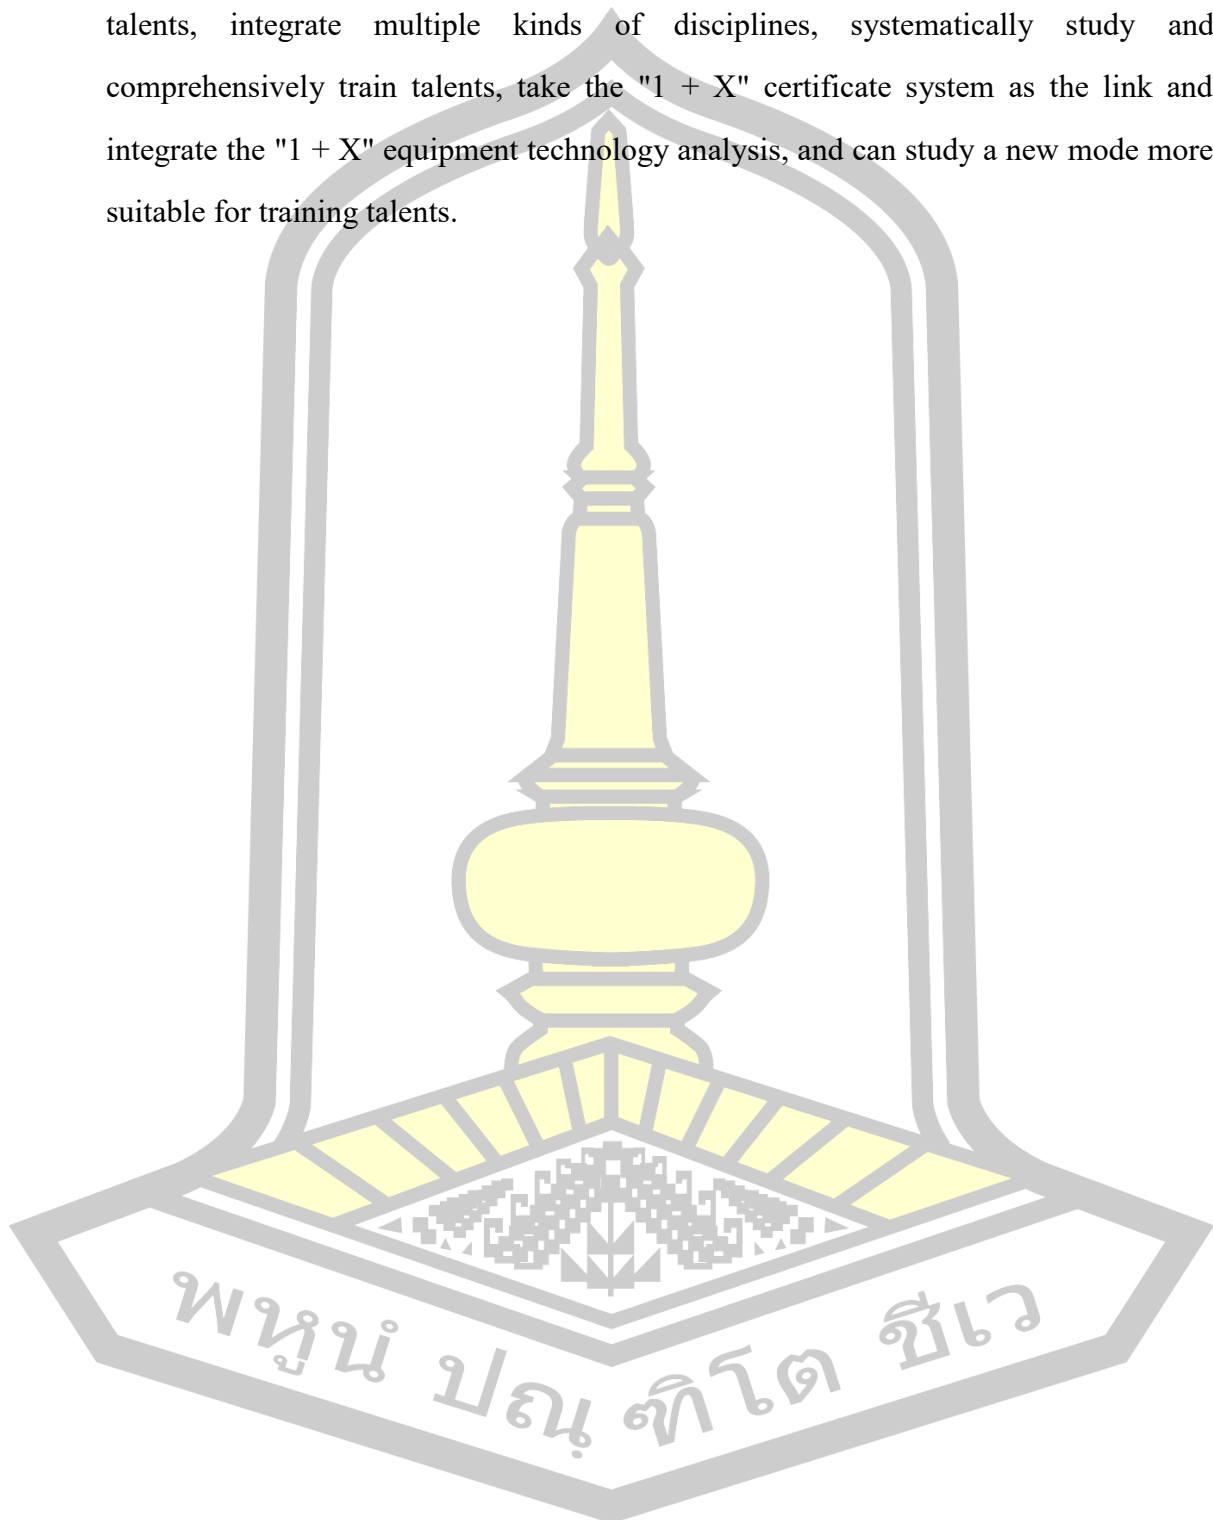 talents, integrate multiple kinds of disciplines, systematically study and
comprehensively train talents, take the "1 + X" certificate system as the link and
integrate the "1 + X" equipment technology analysis, and can study a new mode more
suitable for training talents.
พหูนํ ปณฺ ฑิโต ชีเว